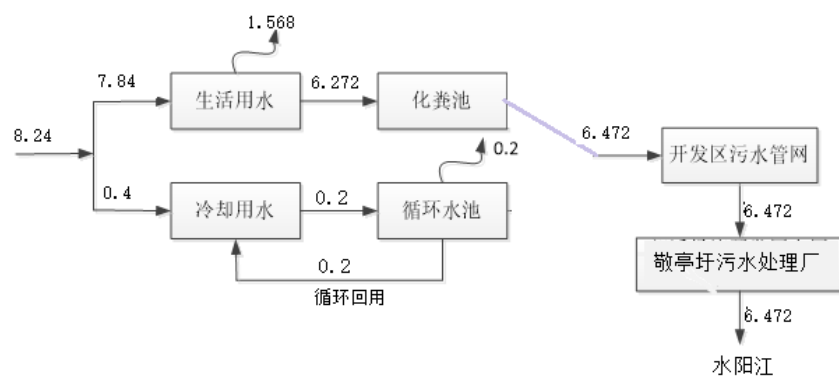 1.568
7.84
生活用水
6.272
化粪池
8.24
6.472
开发区污水管网
0.2
0.4
冷却用水
0.2
循环水池
6.472
0.2
循环回用
敬亭圩污水处理厂
6.472
水阳江